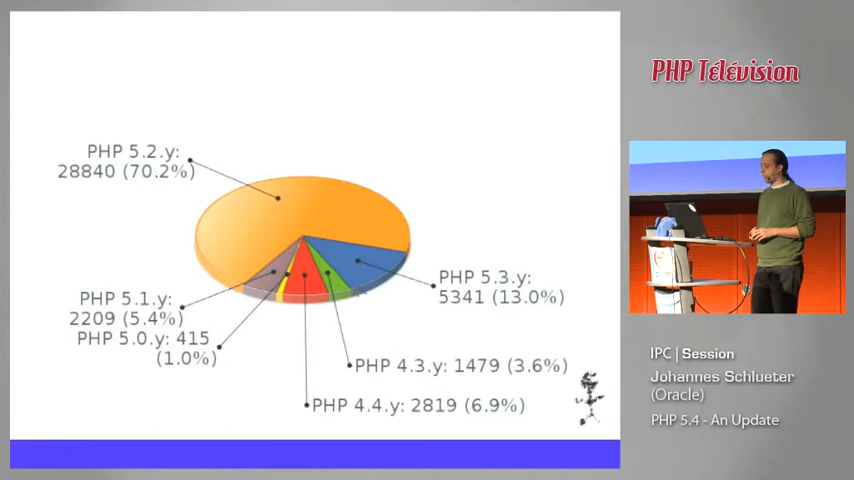 PHP 5.2.y:
28840 (70.2%)
PHP 5.1.y:
2209 (5.4%)
PHP 5.0.y: 415
(1.0%)
PHP 5.3.y:
5341 (13.0%)
PHP 4.3.y: 1479 (3.6%)
PHP 4.4.y: 2819 (6.9%)
PHP Télévision
IPC | Session
Johannes Schlueter
(Oracle)
PHP 5.4 - An Update